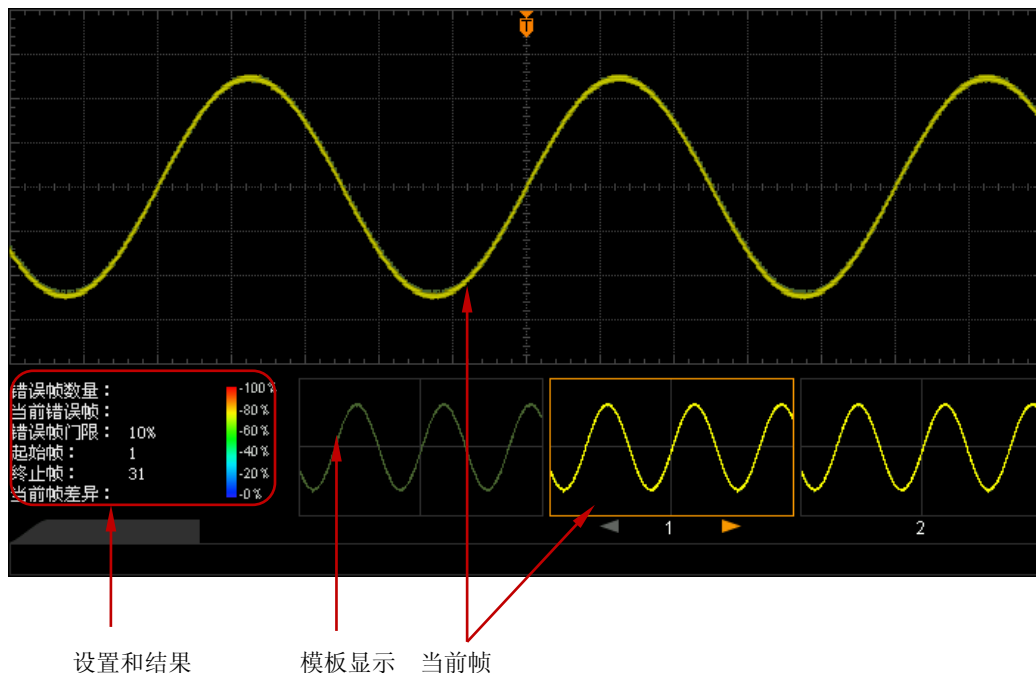 T
错误帧数量：
当前错误帧：
错误帧门限： 10%
起始帧： 1
终止帧： 31
当前帧差异：
-100%
-80%
-60%
-40%
-20%
-0%
1
2
设置和结果
模板显示
当前帧